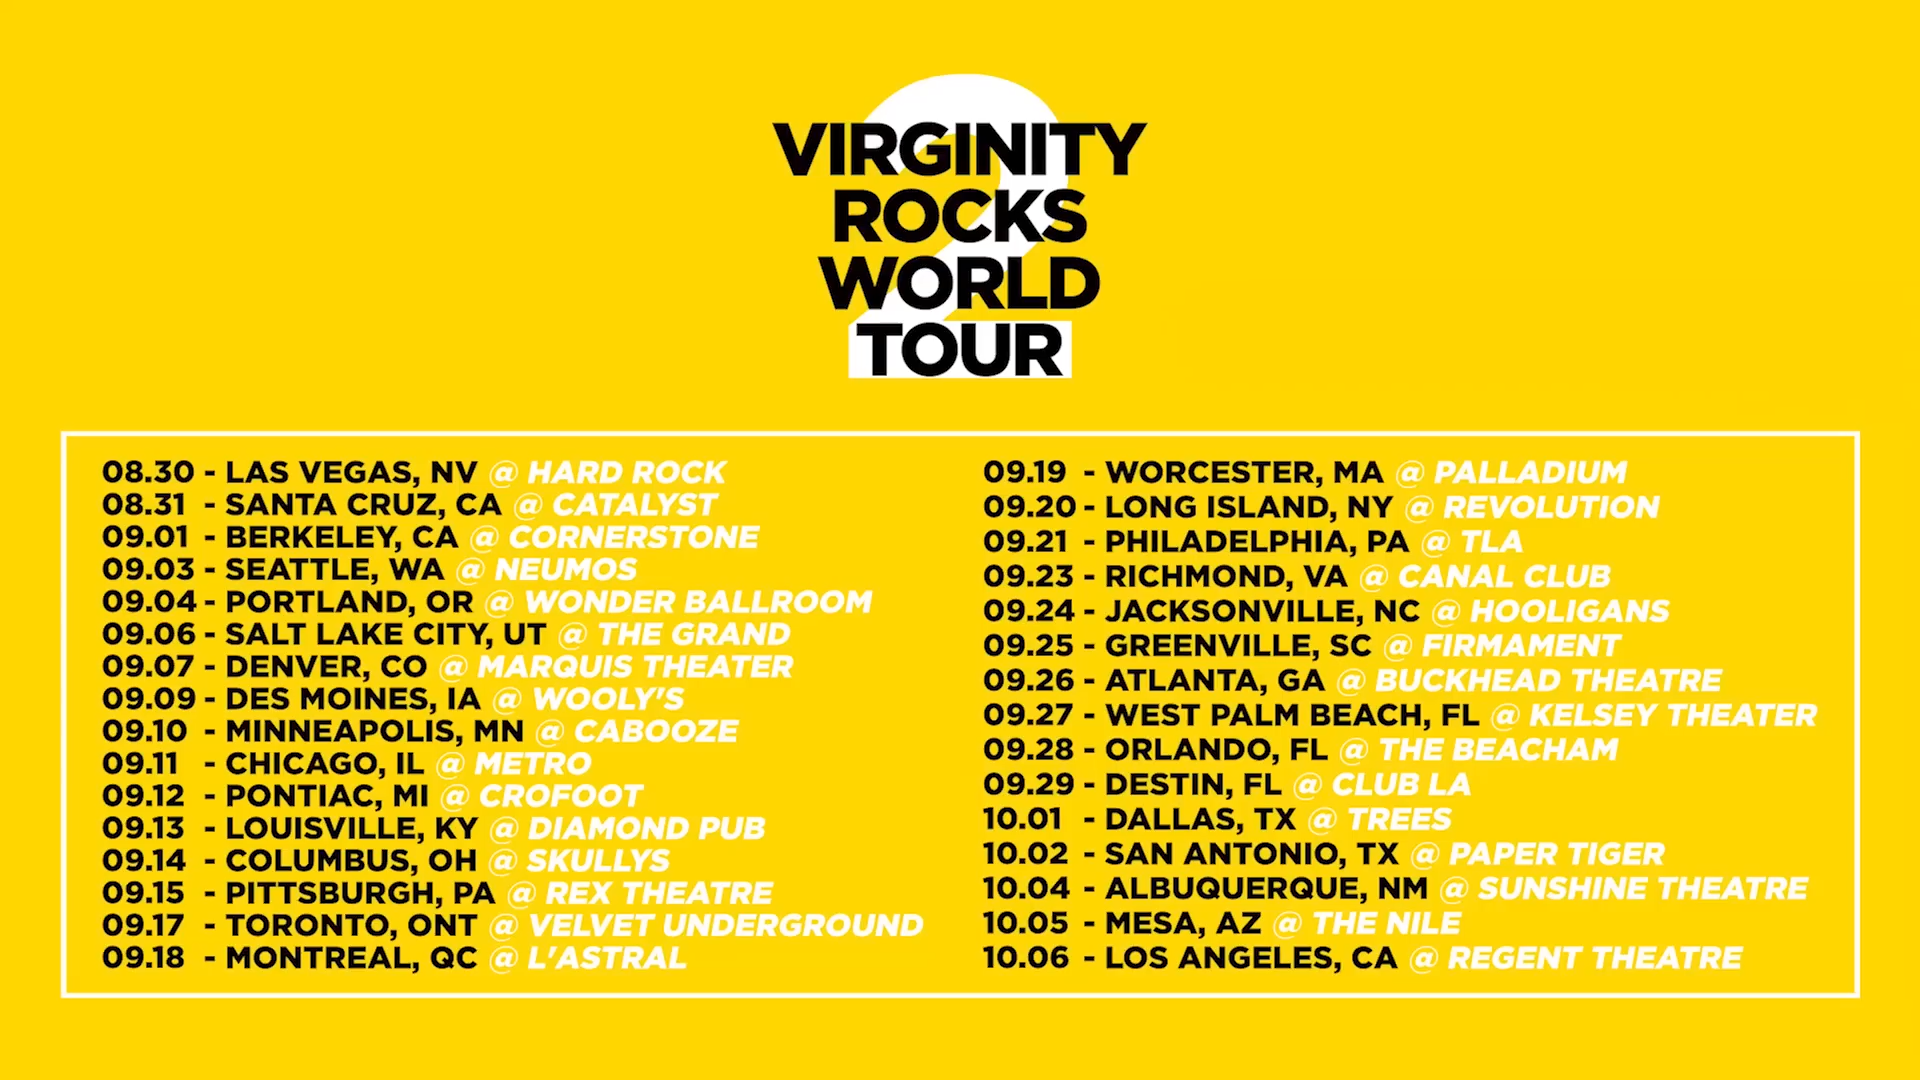 2
VIRGINITY
ROCKS
WORLD
TOUR
08.30 - LAS VEGAS, NV @ HARD ROCK
08.31 - SANTA CRUZ, CA @ CATALYST
09.01 - BERKELEY, CA @ CORNERSTONE
09.03 - SEATTLE, WA @ NEUMOS
09.04 - PORTLAND, OR @ WONDER BALLROOM
09.06 - SALT LAKE CITY, UT @ THE GRAND
09.07 - DENVER, CO @ MARQUIS THEATER
09.09 - DES MOINES, IA @ WOOLY'S
09.10 - MINNEAPOLIS, MN @ CABOOZE
09.11 - CHICAGO, IL @ METRO
09.12 - PONTIAC, MI @ CROFOOT
09.13 - LOUISVILLE, KY @ DIAMOND PUB
09.14 - COLUMBUS, OH @ SKULLYS
09.15 - PITTSBURGH, PA @ REX THEATRE
09.17 - TORONTO, ONT @ VELVET UNDERGROUND
09.18 - MONTREAL, QC @ L'ASTRAL
09.19 - WORCESTER, MA @ PALLADIUM
09.20 - LONG ISLAND, NY @ REVOLUTION
09.21 - PHILADELPHIA, PA @ TLA
09.23 - RICHMOND, VA @ CANAL CLUB
09.24 - JACKSONVILLE, NC @ HOOLIGANS
09.25 - GREENVILLE, SC @ FIRMAMENT
09.26 - ATLANTA, GA @ BUCKHEAD THEATRE
09.27 - WEST PALM BEACH, FL @ KELSEY THEATER
09.28 - ORLANDO, FL @ THE BEACHAM
09.29 - DESTIN, FL @ CLUB LA
10.01 - DALLAS, TX @ TREES
10.02 - SAN ANTONIO, TX @ PAPER TIGER
10.04 - ALBUQUERQUE, NM @ SUNSHINE THEATRE
10.05 - MESA, AZ @ THE NILE
10.06 - LOS ANGELES, CA @ REGENT THEATRE